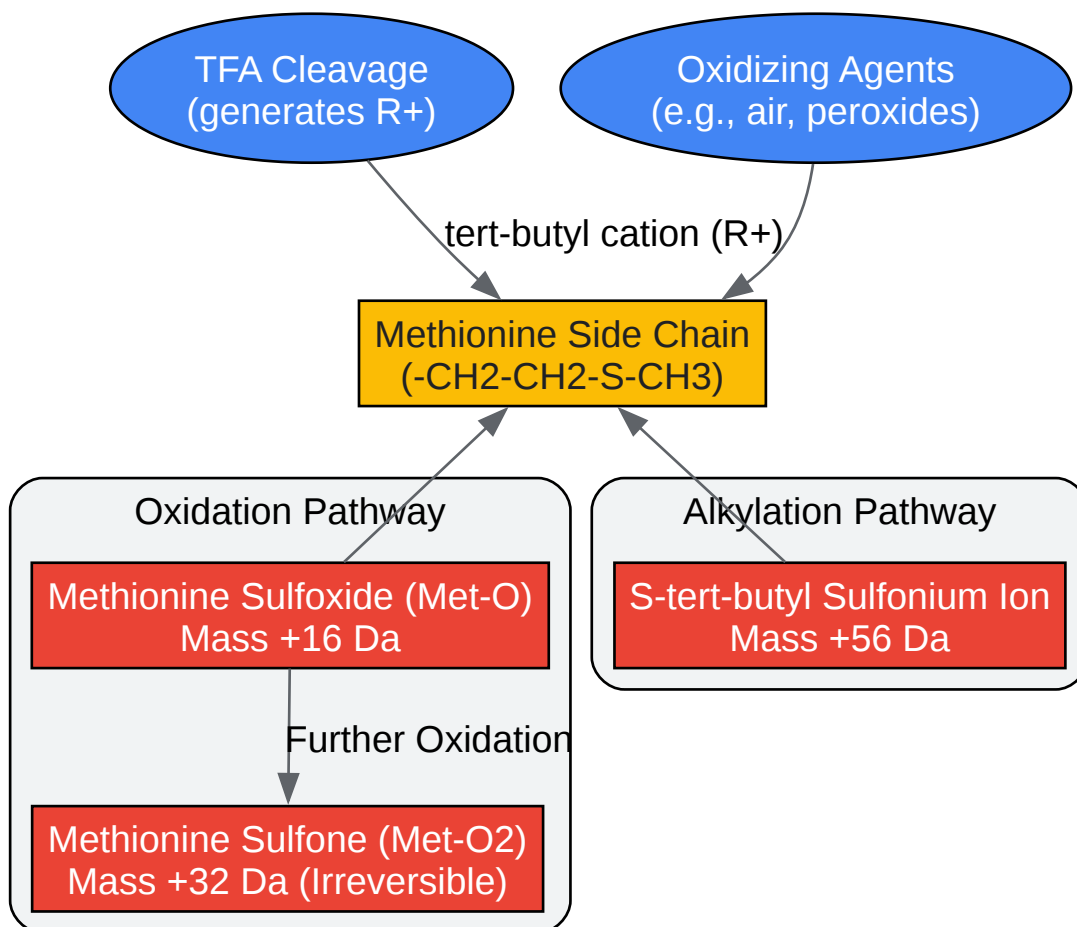 TFA Cleavage
(generates R+)
Oxidizing Agents
(e.g., air, peroxides)
tert-butyl cation (R+)
Methionine Side Chain
(-CH2-CH2-S-CH3)
Oxidation Pathway
Methionine Sulfoxide (Met-O)
Mass +16 Da
Further Oxidation
Methionine Sulfone (Met-O2)
Mass +32 Da (Irreversible)
Alkylation Pathway
S-tert-butyl Sulfonium Ion
Mass +56 Da